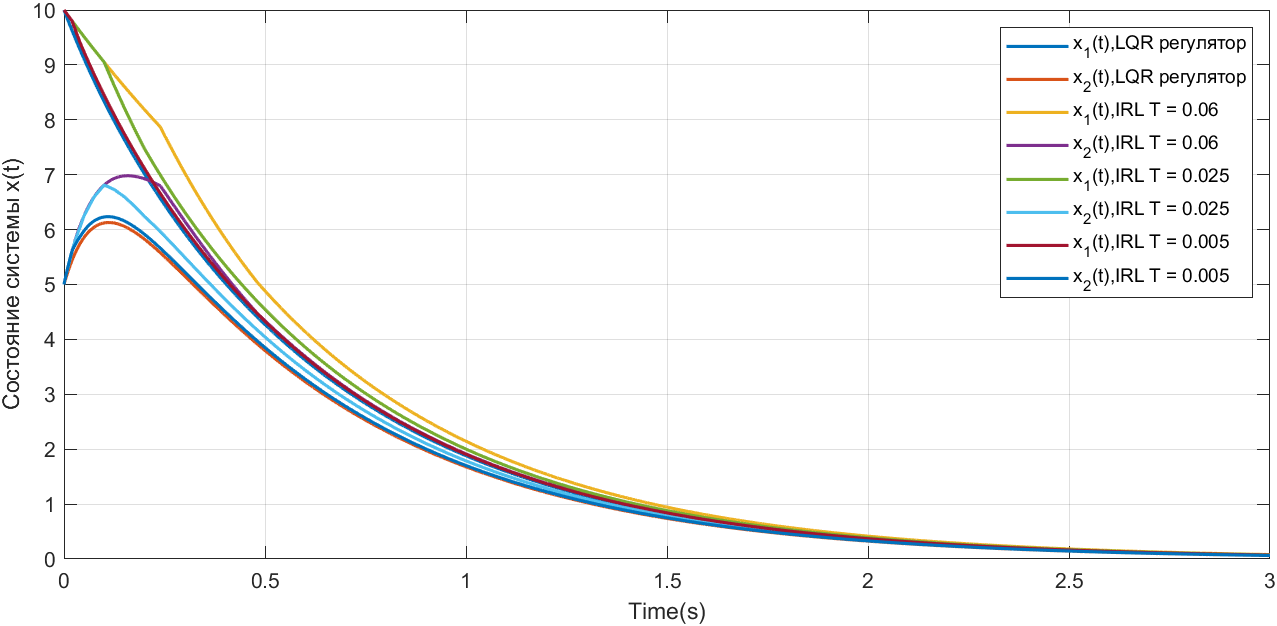 10
9
8
7
6
5
4
3
2
1
0
Состояние системы x(t)
0
0.5
1
1.5
2
2.5
3
Time(s)
x1(t),LQR регулятор
x2(t),LQR регулятор
x1(t),IRL T = 0.06
x2(t),IRL T = 0.06
x1(t),IRL T = 0.025
x2(t),IRL T = 0.025
x1(t),IRL T = 0.005
x2(t),IRL T = 0.005